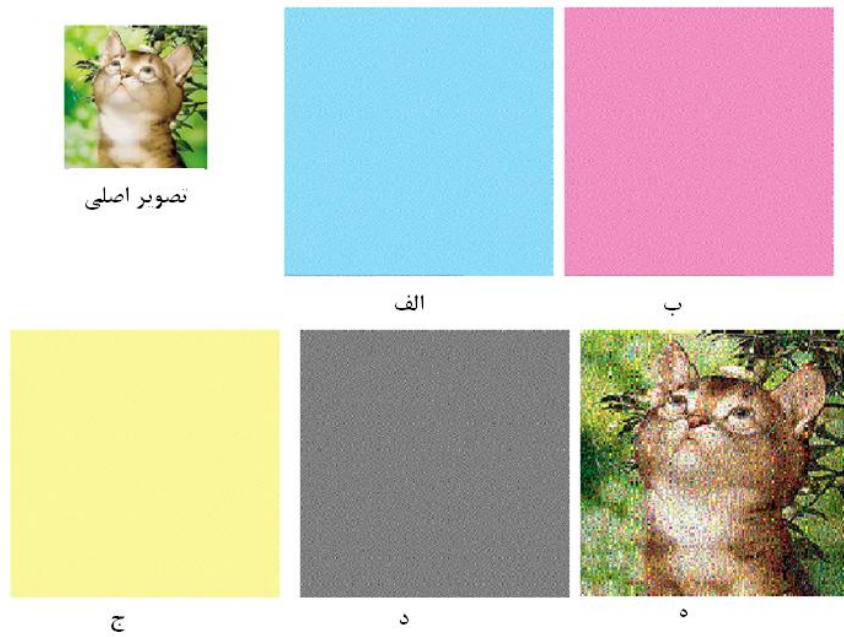 تصویر اصلی
الف
ب
ج
د
ه